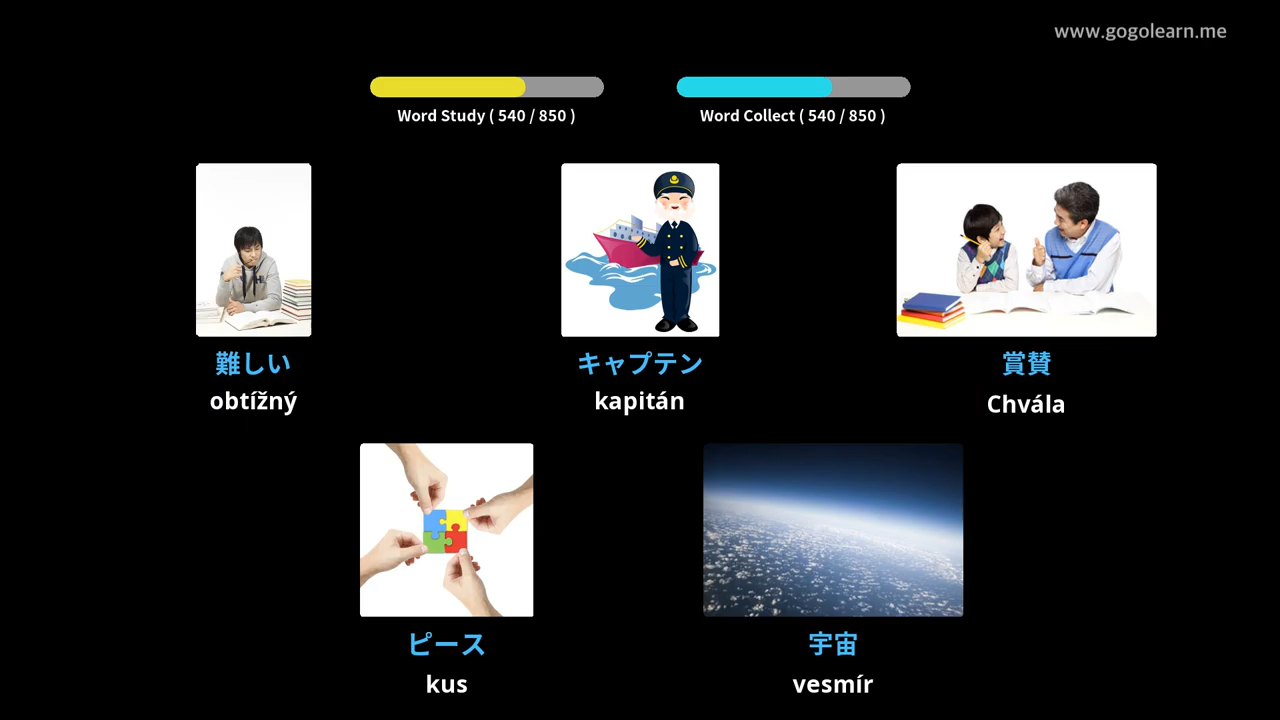 www.gogolearn.me
Word Study ( 540 / 850 )
Word Collect ( 540 / 850 )
難しい
obtížný
キャプテン
kapitán
賞賛
Chvála
ピース
kus
宇宙
vesmír